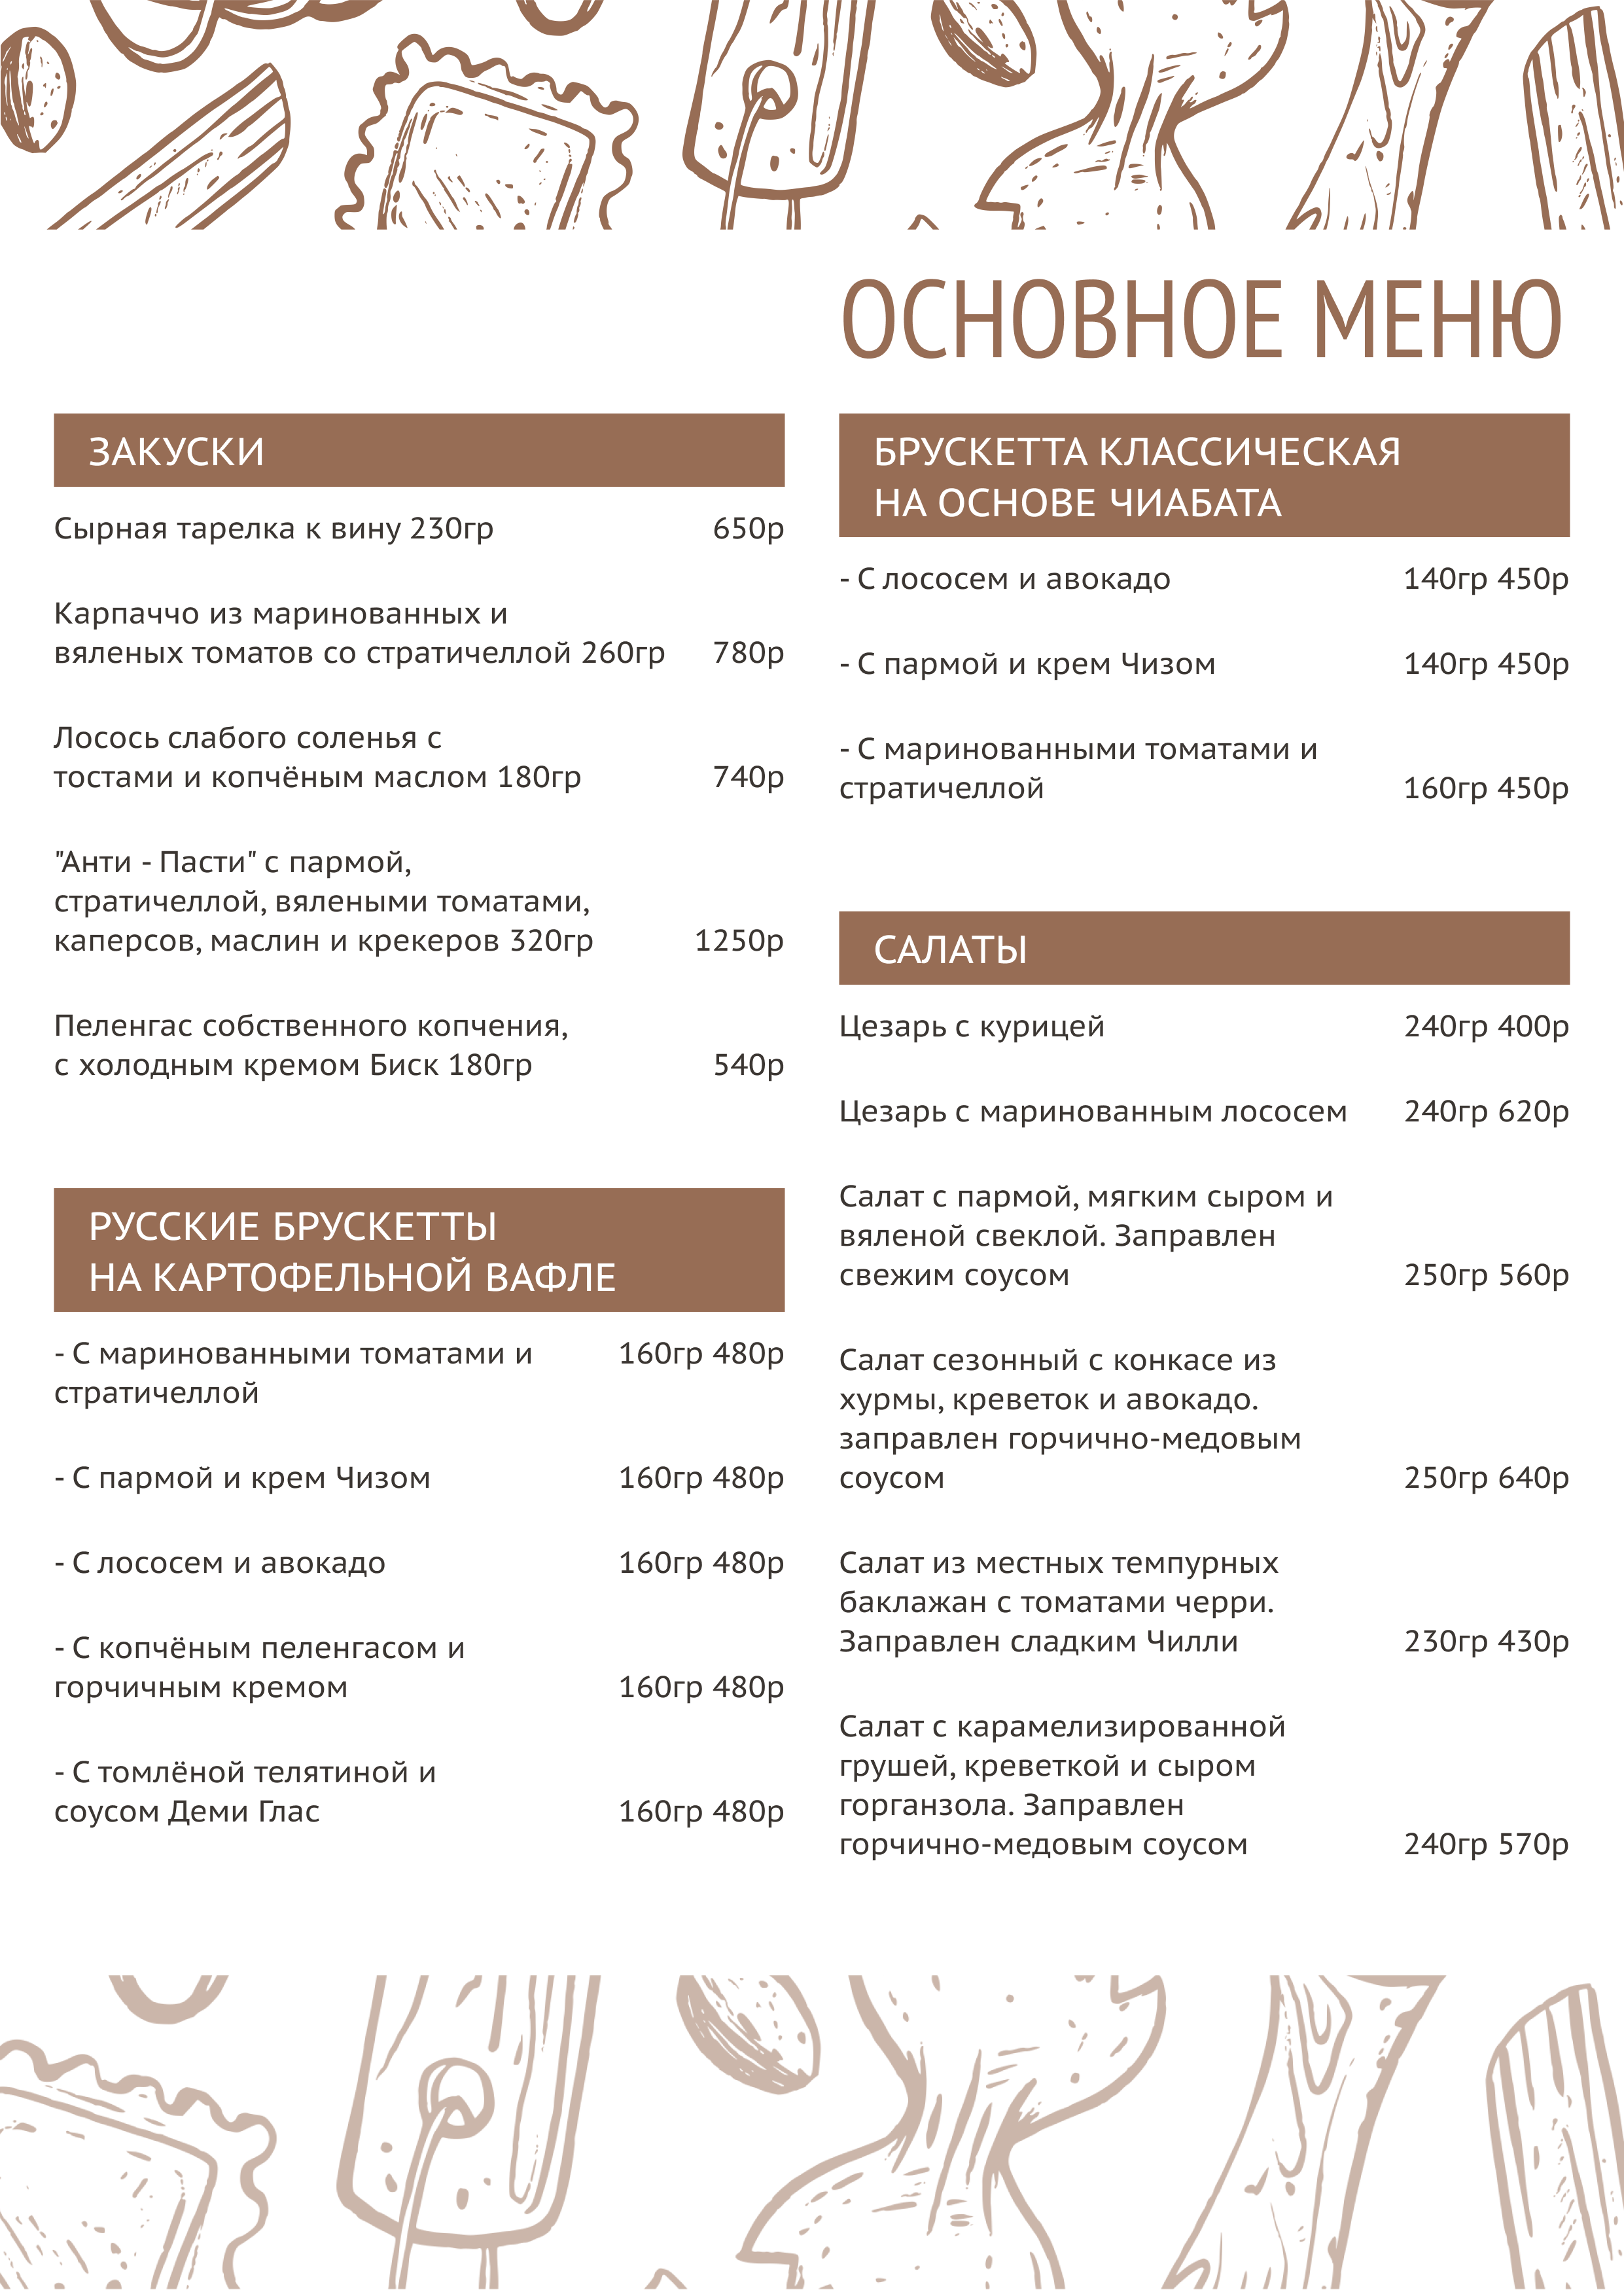 ОСНОВНОЕ МЕНЮ
ЗАКУСКИ
Сырная тарелка к вину 230гр 650р
Карпаччо из маринованных и
вяленых томатов со стратичеллой 260гр 780р
Лосось слабого соленья с
тостами и копчёным маслом 180гр 740р
"Анти - Пасти" с пармой,
стратичеллой, вялеными томатами,
каперсов, маслин и крекеров 320гр 1250р
Пеленгас собственного копчения,
с холодным кремом Биск 180гр 540р
РУССКИЕ БРУСКЕТТЫ
НА КАРТОФЕЛЬНОЙ ВАФЛЕ
- С маринованными томатами и 160гр 480р
стратичеллой
- С пармой и крем Чизом 160гр 480р
- С лососем и авокадо 160гр 480р
- С копчёным пеленгасом и
горчичным кремом 160гр 480р
- С томлёной телятиной и
соусом Деми Глас 160гр 480р
БРУСКЕТТА КЛАССИЧЕСКАЯ
НА ОСНОВЕ ЧИАБАТА
- С лососем и авокадо 140гр 450р
- С пармой и крем Чизом 140гр 450р
- С маринованными томатами и
стратичеллой 160гр 450р
САЛАТЫ
Цезарь с курицей 240гр 400р
Цезарь с маринованным лососем 240гр 620р
Салат с пармой, мягким сыром и
вяленой свеклой. Заправлен
свежим соусом 250гр 560р
Салат сезонный с конкасе из
хурмы, креветок и авокадо.
заправлен горчично-медовым
соусом 250гр 640р
Салат из местных темпурных
баклажан с томатами черри.
Заправлен сладким Чилли 230гр 430р
Салат с карамелизированной
грушей, креветкой и сыром
горганзола. Заправлен
горчично-медовым соусом 240гр 570р